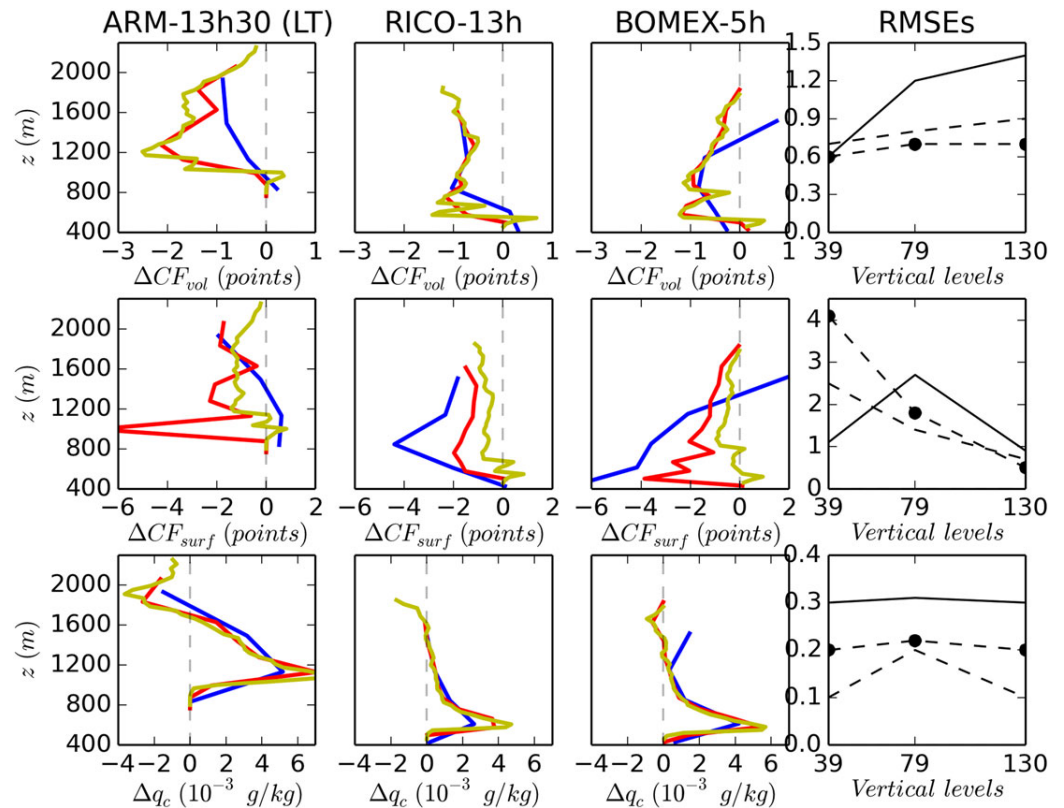 ARM-13h30 (LT) RICO-13h BOMEX-5h RMSEs
z (m)
2000
1600
1200
800
400
−3 −2 −1 0 1
ΔCF_vol (points)
−3 −2 −1 0 1
ΔCF_vol (points)
−3 −2 −1 0 1
ΔCF_vol (points)
1.5
1.2
0.9
0.6
0.3
0.0
39 79 130
Vertical levels
z (m)
2000
1600
1200
800
400
−6 −4 −2 0 2
ΔCF_surf (points)
−6 −4 −2 0 2
ΔCF_surf (points)
−6 −4 −2 0 2
ΔCF_surf (points)
4
3
2
1
0
39 79 130
Vertical levels
z (m)
2000
1600
1200
800
400
−4 −2 0 2 4 6
Δq_c (10^−3 g/kg)
−4 −2 0 2 4 6
Δq_c (10^−3 g/kg)
−4 −2 0 2 4 6
Δq_c (10^−3 g/kg)
0.4
0.3
0.2
0.1
0.0
39 79 130
Vertical levels